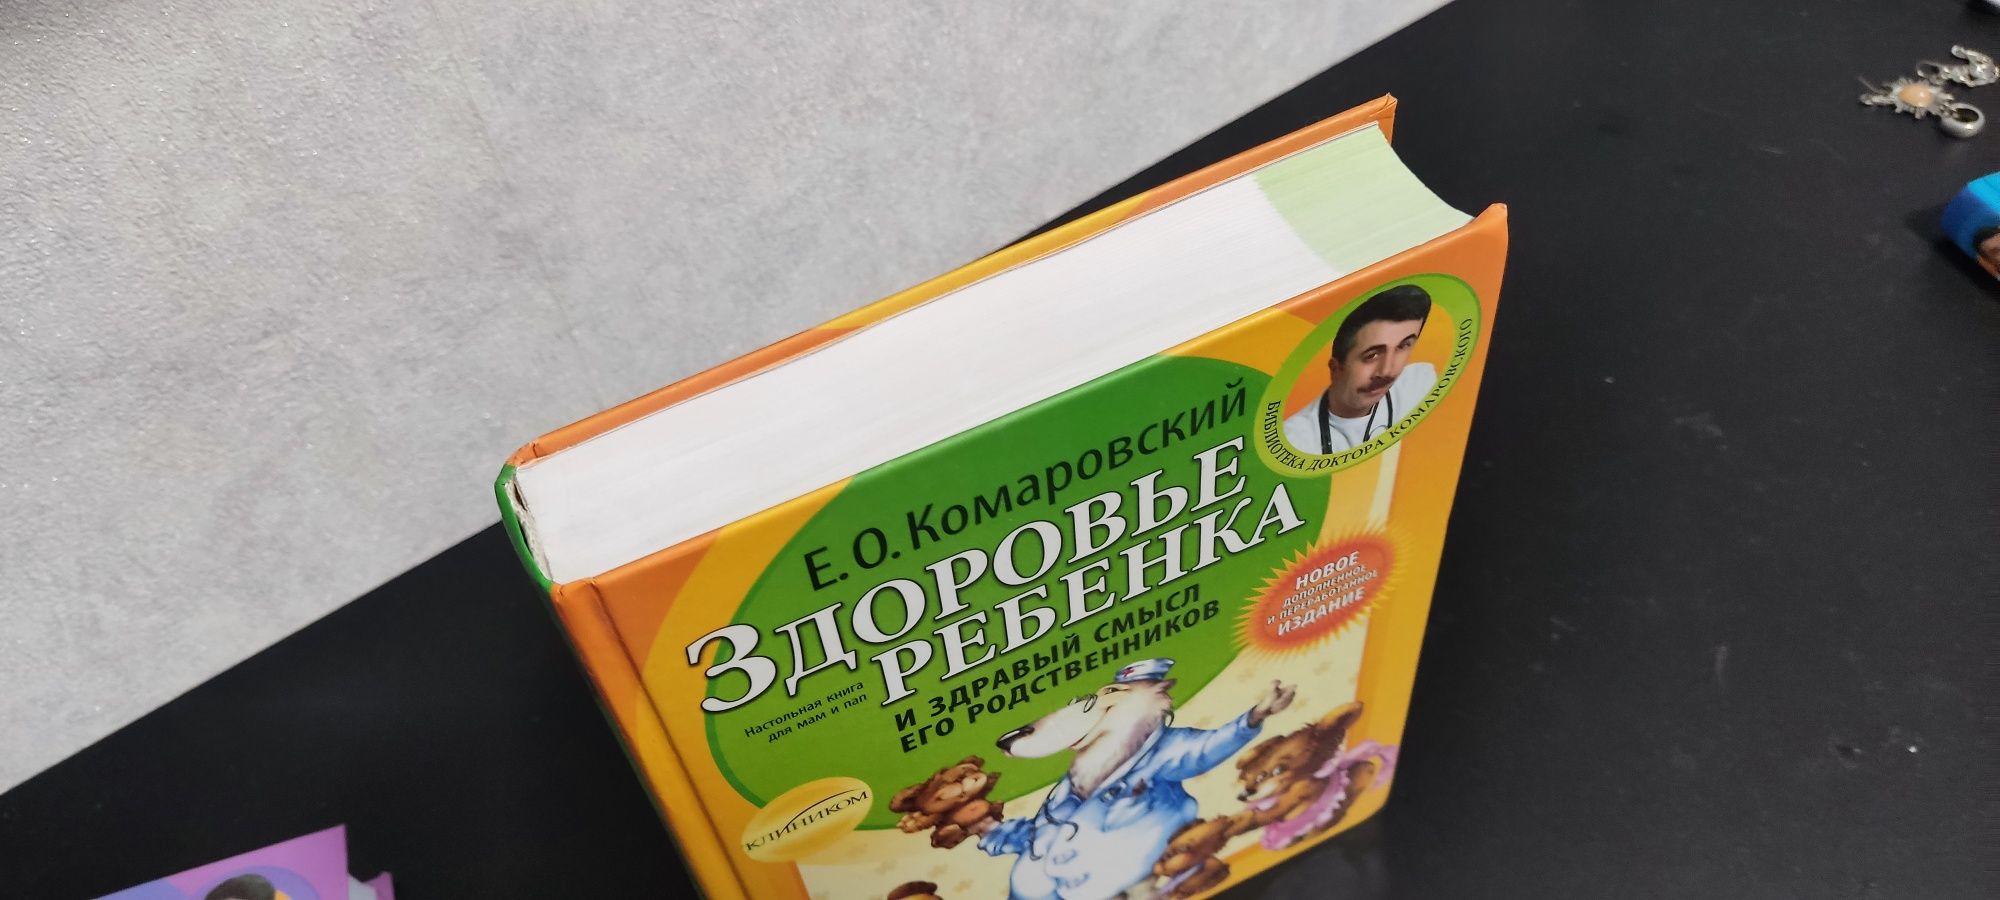 Е. О. Комаровский
ЗДОРОВЬЕ
РЕБЕНКА
И ЗДРАВЫЙ СМЫСЛ
ЕГО РОДСТВЕННИКОВ
Настольная книга
для мам и пап
БИБЛИОТЕКА ДОКТОРА КОМАРОВСКОГО
НОВОЕ
ДОПОЛНЕННОЕ
И ПЕРЕРАБОТАННОЕ
ИЗДАНИЕ
КЛИНИКОМ